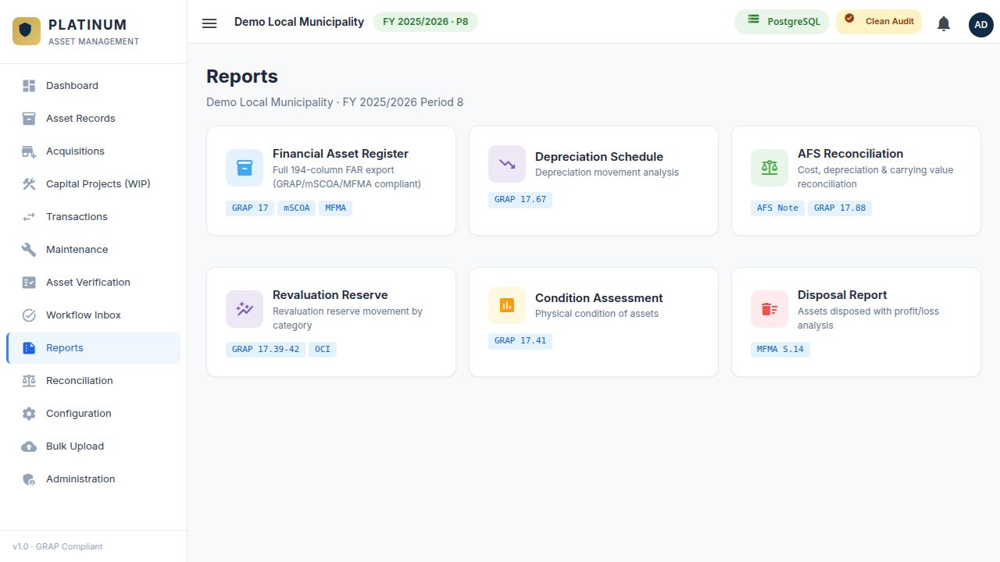 PLATINUM
ASSET MANAGEMENT
Dashboard
Asset Records
Acquisitions
Capital Projects (WIP)
Transactions
Maintenance
Asset Verification
Workflow Inbox
Reports
Reconciliation
Configuration
Bulk Upload
Administration
v1.0 · GRAP Compliant
Demo Local Municipality
FY 2025/2026 · P8
PostgreSQL
Clean Audit
AD
Reports
Demo Local Municipality · FY 2025/2026 Period 8
Financial Asset Register
Full 194-column FAR export
(GRAP/mSCOA/MFMA compliant)
GRAP 17 mSCOA MFMA
Depreciation Schedule
Depreciation movement analysis
GRAP 17.67
AFS Reconciliation
Cost, depreciation & carrying value
reconciliation
AFS Note GRAP 17.88
Revaluation Reserve
Revaluation reserve movement by
category
GRAP 17.39-42 OCI
Condition Assessment
Physical condition of assets
GRAP 17.41
Disposal Report
Assets disposed with profit/loss
analysis
MFMA S.14